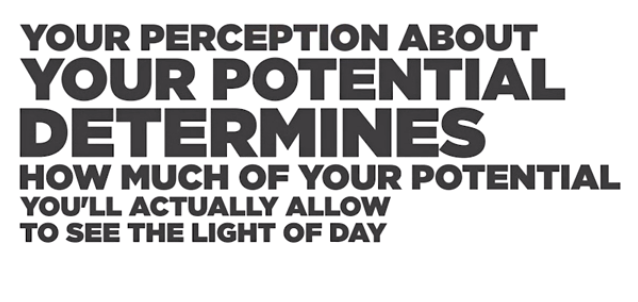 YOUR PERCEPTION ABOUT
YOUR POTENTIAL
DETERMINES
HOW MUCH OF YOUR POTENTIAL
YOU'LL ACTUALLY ALLOW
TO SEE THE LIGHT OF DAY